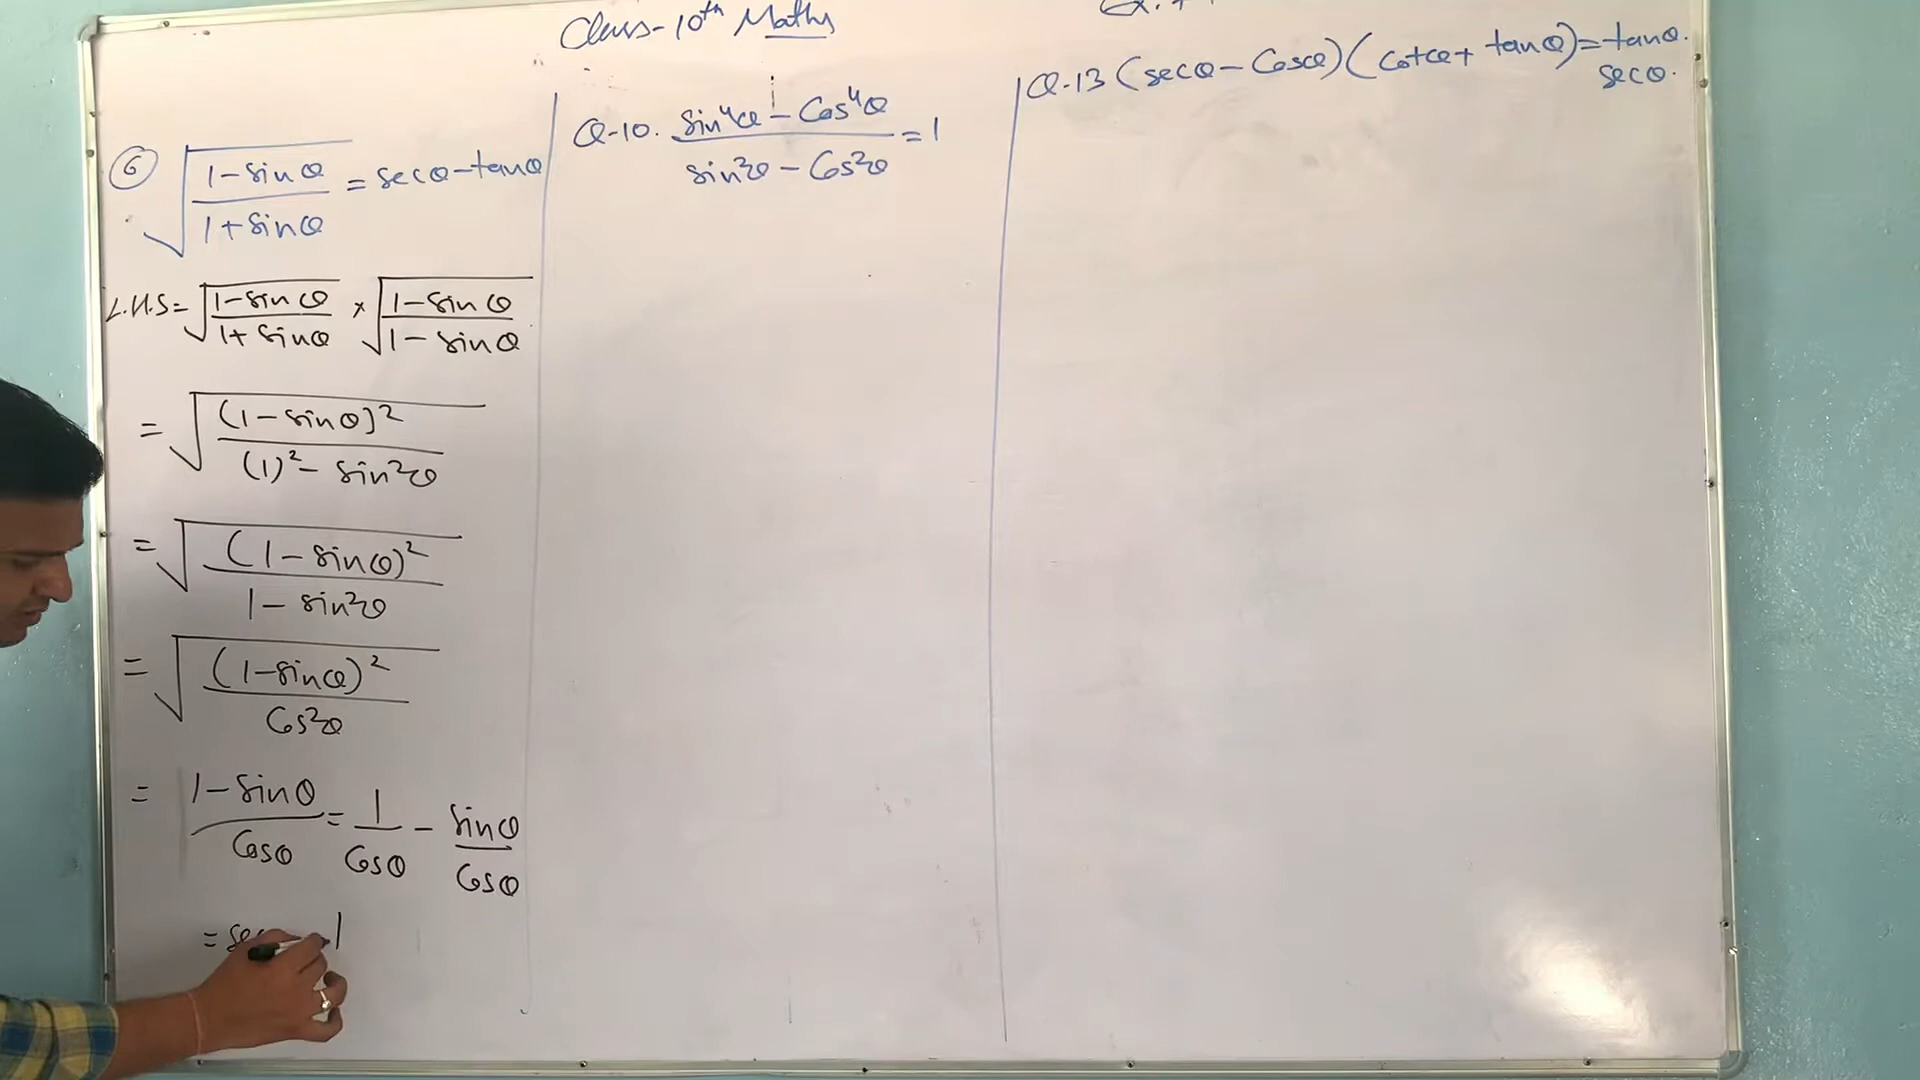 Class-10th Maths
⑥ √((1-sinθ)/(1+sinθ)) = secθ-tanθ
L.H.S = √((1-sinθ)/(1+sinθ)) × √((1-sinθ)/(1-sinθ))
= √((1-sinθ)²/((1)²-sin²θ))
= √((1-sinθ)²/(1-sin²θ))
= √((1-sinθ)²/cos²θ)
= (1-sinθ)/cosθ = 1/cosθ - sinθ/cosθ
Q-10. (sin⁴θ-cos⁴θ)/(sin²θ-cos²θ) = 1
Q-13 (secθ-cosθ)(cotθ+tanθ)=tanθ.
secθ.